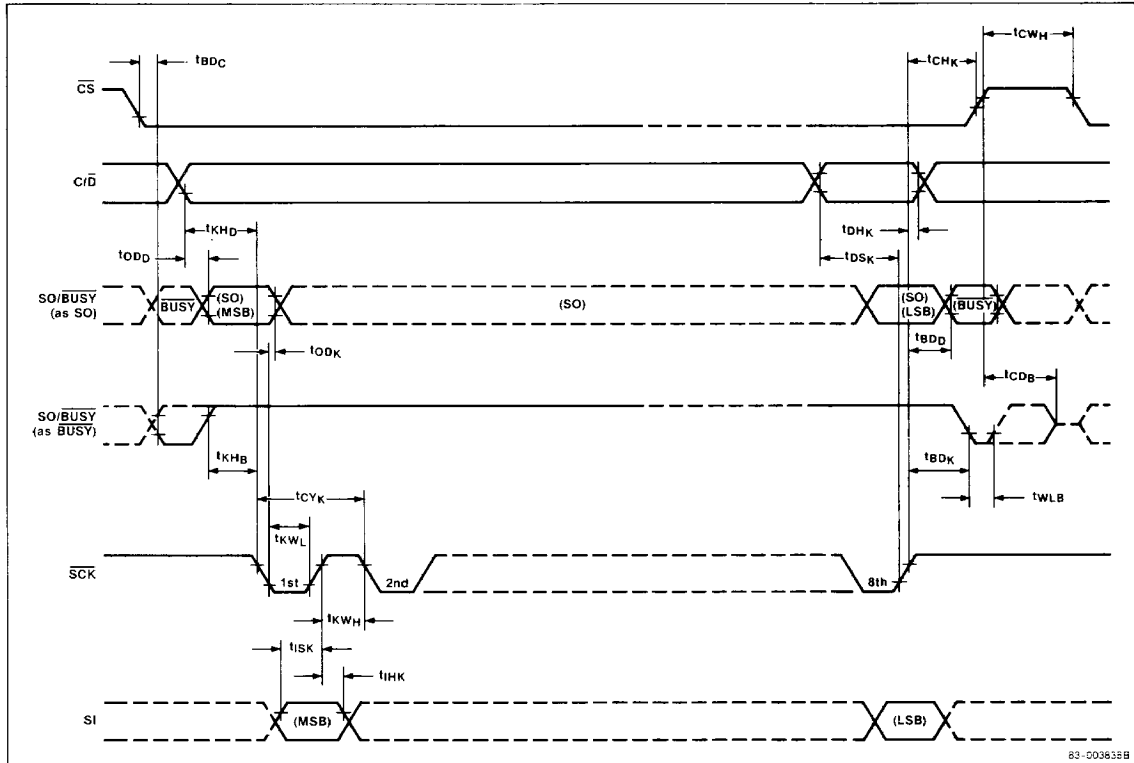 tCWH
tBDC
tCHK
CS
C/D
tKHD
tDHK
tODD
tDSK
SO/BUSY
(as SO)
BUSY
(SO)
(MSB)
(SO)
(SO)
(LSB)
(BUSY)
tODK
tBDD
tCDB
SO/BUSY
(as BUSY)
tKHB
tBDK
tCYK
tWLB
tKWL
SCK
1st
2nd
8th
tKWH
tISK
tIHK
SI
(MSB)
(LSB)
83-003838B